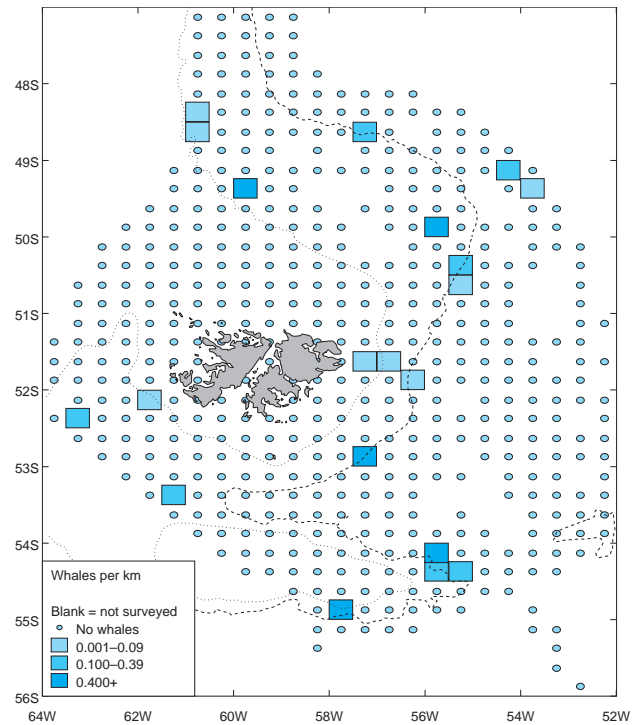 48S
49S
50S
51S
52S
53S
54S
55S
56S
Whales per km
Blank = not surveyed
No whales
0.001–0.09
0.100–0.39
0.400+
64W 62W 60W 58W 56W 54W 52W